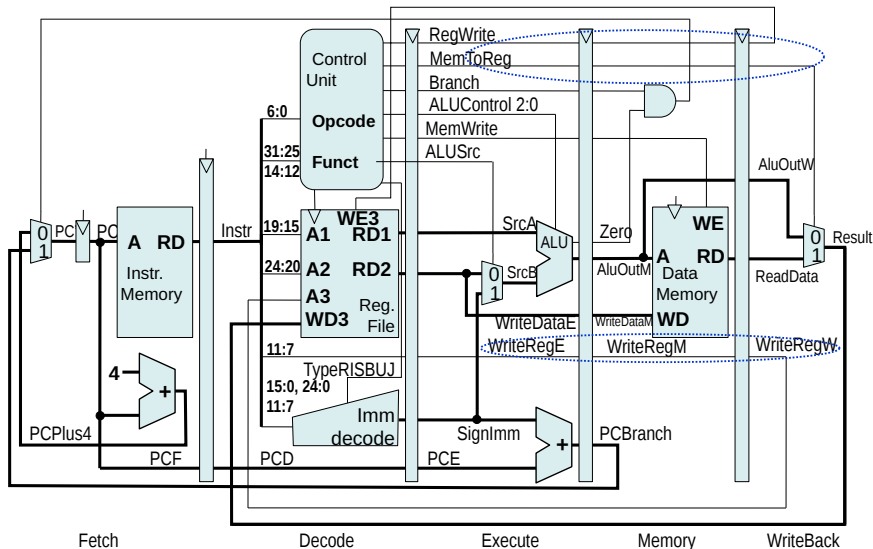 RegWrite
MemToReg
Branch
ALUControl 2:0
MemWrite
ALUSrc
Control
Unit
Opcode
Funct
6:0
31:25
14:12
AluOutW
WE3
A1 RD1
A2 RD2
A3
WD3
Reg.
File
19:15
24:20
Instr
PC
PC
0
1
A RD
Instr.
Memory
SrcA
SrcB
0
1
ALU
Zero
AluOutM
WE
A RD
Data
Memory
WD
0
1
Result
ReadData
WriteDataE
WriteDataM
WriteRegE
WriteRegM
WriteRegW
11:7
TypeRISBUJ
15:0, 24:0
11:7
Imm
decode
SignImm
4
+
+
PCBranch
PCPlus4
PCF
PCD
PCE
Fetch
Decode
Execute
Memory
WriteBack